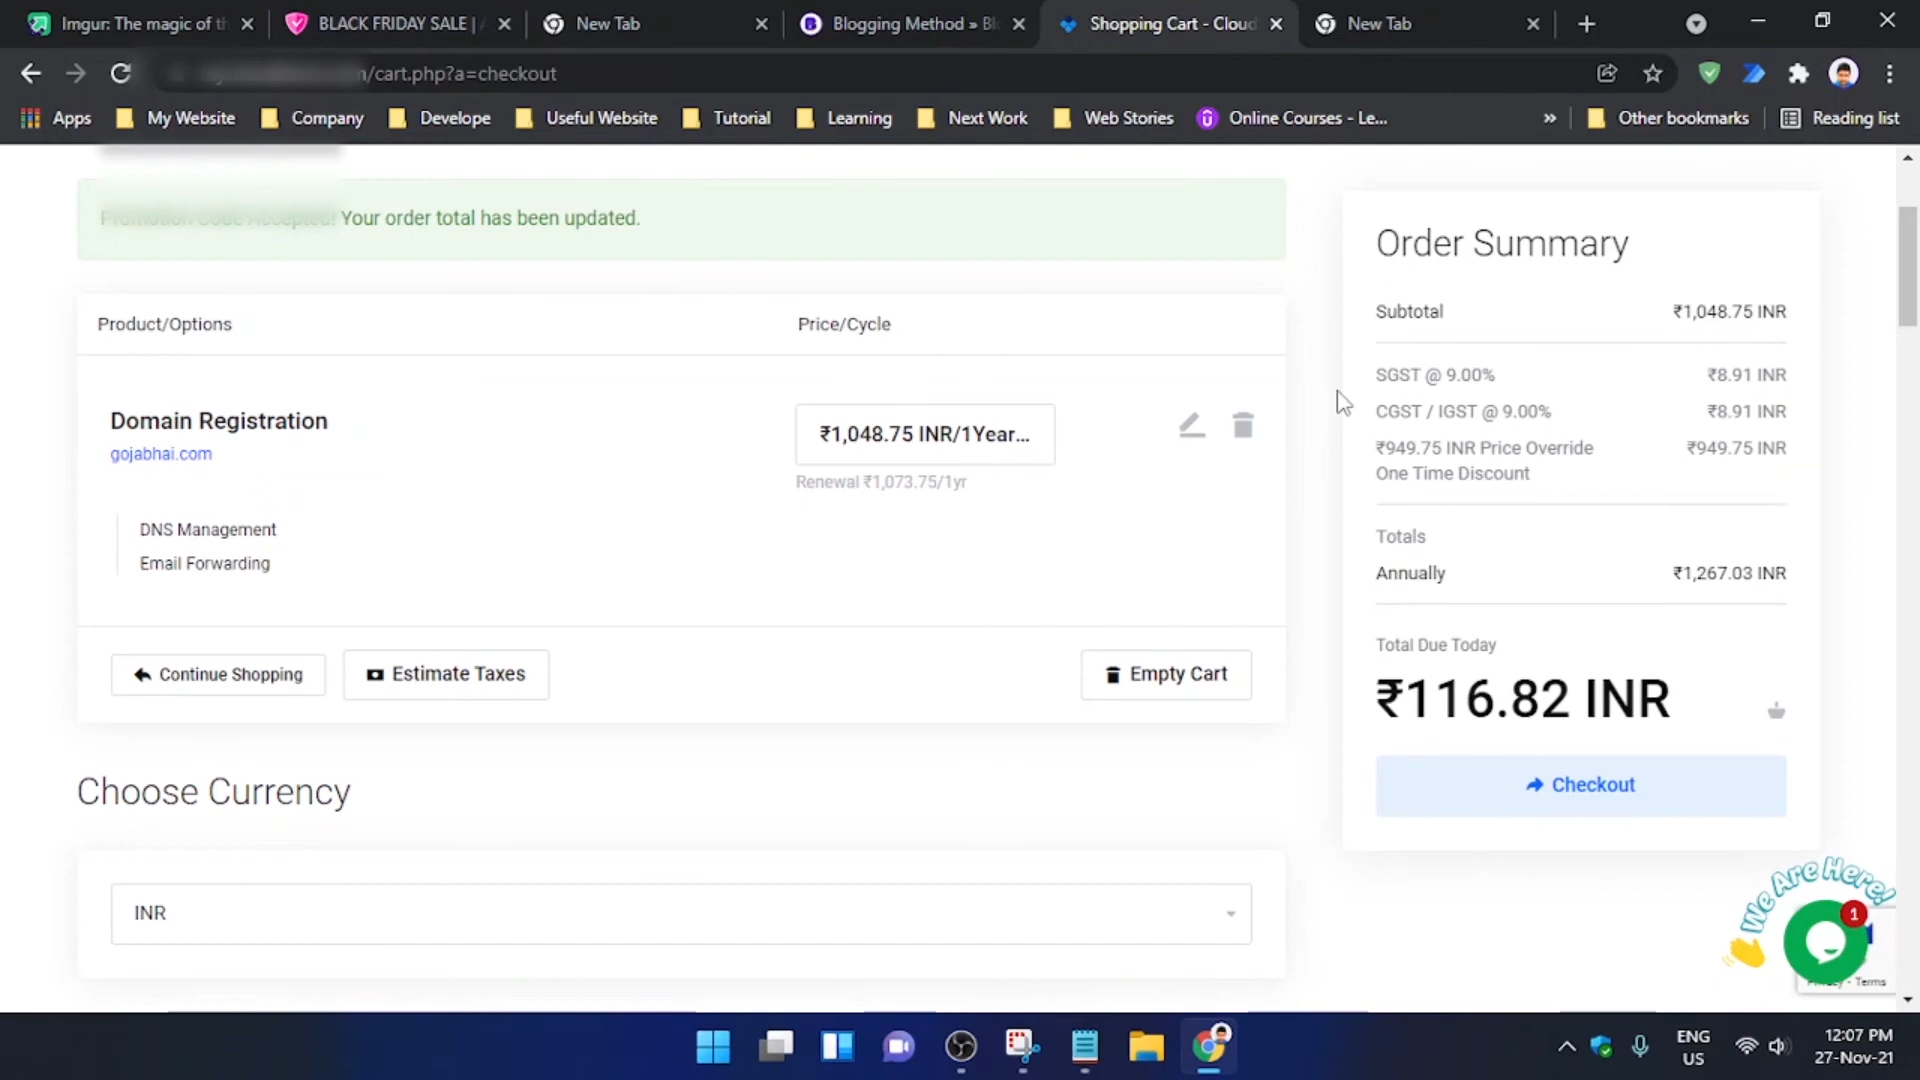 Imgur: The magic of th
BLACK FRIDAY SALE |
New Tab
Blogging Method » Bl
Shopping Cart - Cloud
New Tab
/cart.php?a=checkout
Apps
My Website
Company
Develope
Useful Website
Tutorial
Learning
Next Work
Web Stories
Online Courses - Le...
»
Other bookmarks
Reading list
Promotion Code Accepted! Your order total has been updated.
Product/Options
Price/Cycle
Domain Registration
gojabhai.com
₹1,048.75 INR/1Year...
Renewal ₹1,073.75/1yr
DNS Management
Email Forwarding
Continue Shopping
Estimate Taxes
Empty Cart
Choose Currency
INR
Order Summary
Subtotal ₹1,048.75 INR
SGST @ 9.00% ₹8.91 INR
CGST / IGST @ 9.00% ₹8.91 INR
₹949.75 INR Price Override ₹949.75 INR
One Time Discount
Totals
Annually ₹1,267.03 INR
Total Due Today
₹116.82 INR
Checkout
We Are Here!
1
Privacy - Terms
ENG
US
12:07 PM
27-Nov-21